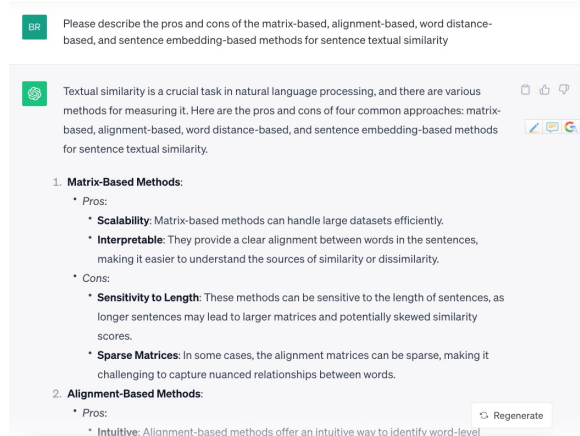 BR
Please describe the pros and cons of the matrix-based, alignment-based, word distance-
based, and sentence embedding-based methods for sentence textual similarity
Textual similarity is a crucial task in natural language processing, and there are various
methods for measuring it. Here are the pros and cons of four common approaches: matrix-
based, alignment-based, word distance-based, and sentence embedding-based methods
for sentence textual similarity.
1. Matrix-Based Methods:
• Pros:
• Scalability: Matrix-based methods can handle large datasets efficiently.
• Interpretable: They provide a clear alignment between words in the sentences,
making it easier to understand the sources of similarity or dissimilarity.
• Cons:
• Sensitivity to Length: These methods can be sensitive to the length of sentences, as
longer sentences may lead to larger matrices and potentially skewed similarity
scores.
• Sparse Matrices: In some cases, the alignment matrices can be sparse, making it
challenging to capture nuanced relationships between words.
2. Alignment-Based Methods:
• Pros:
• Intuitive: Alignment-based methods offer an intuitive way to identify word-level
Regenerate